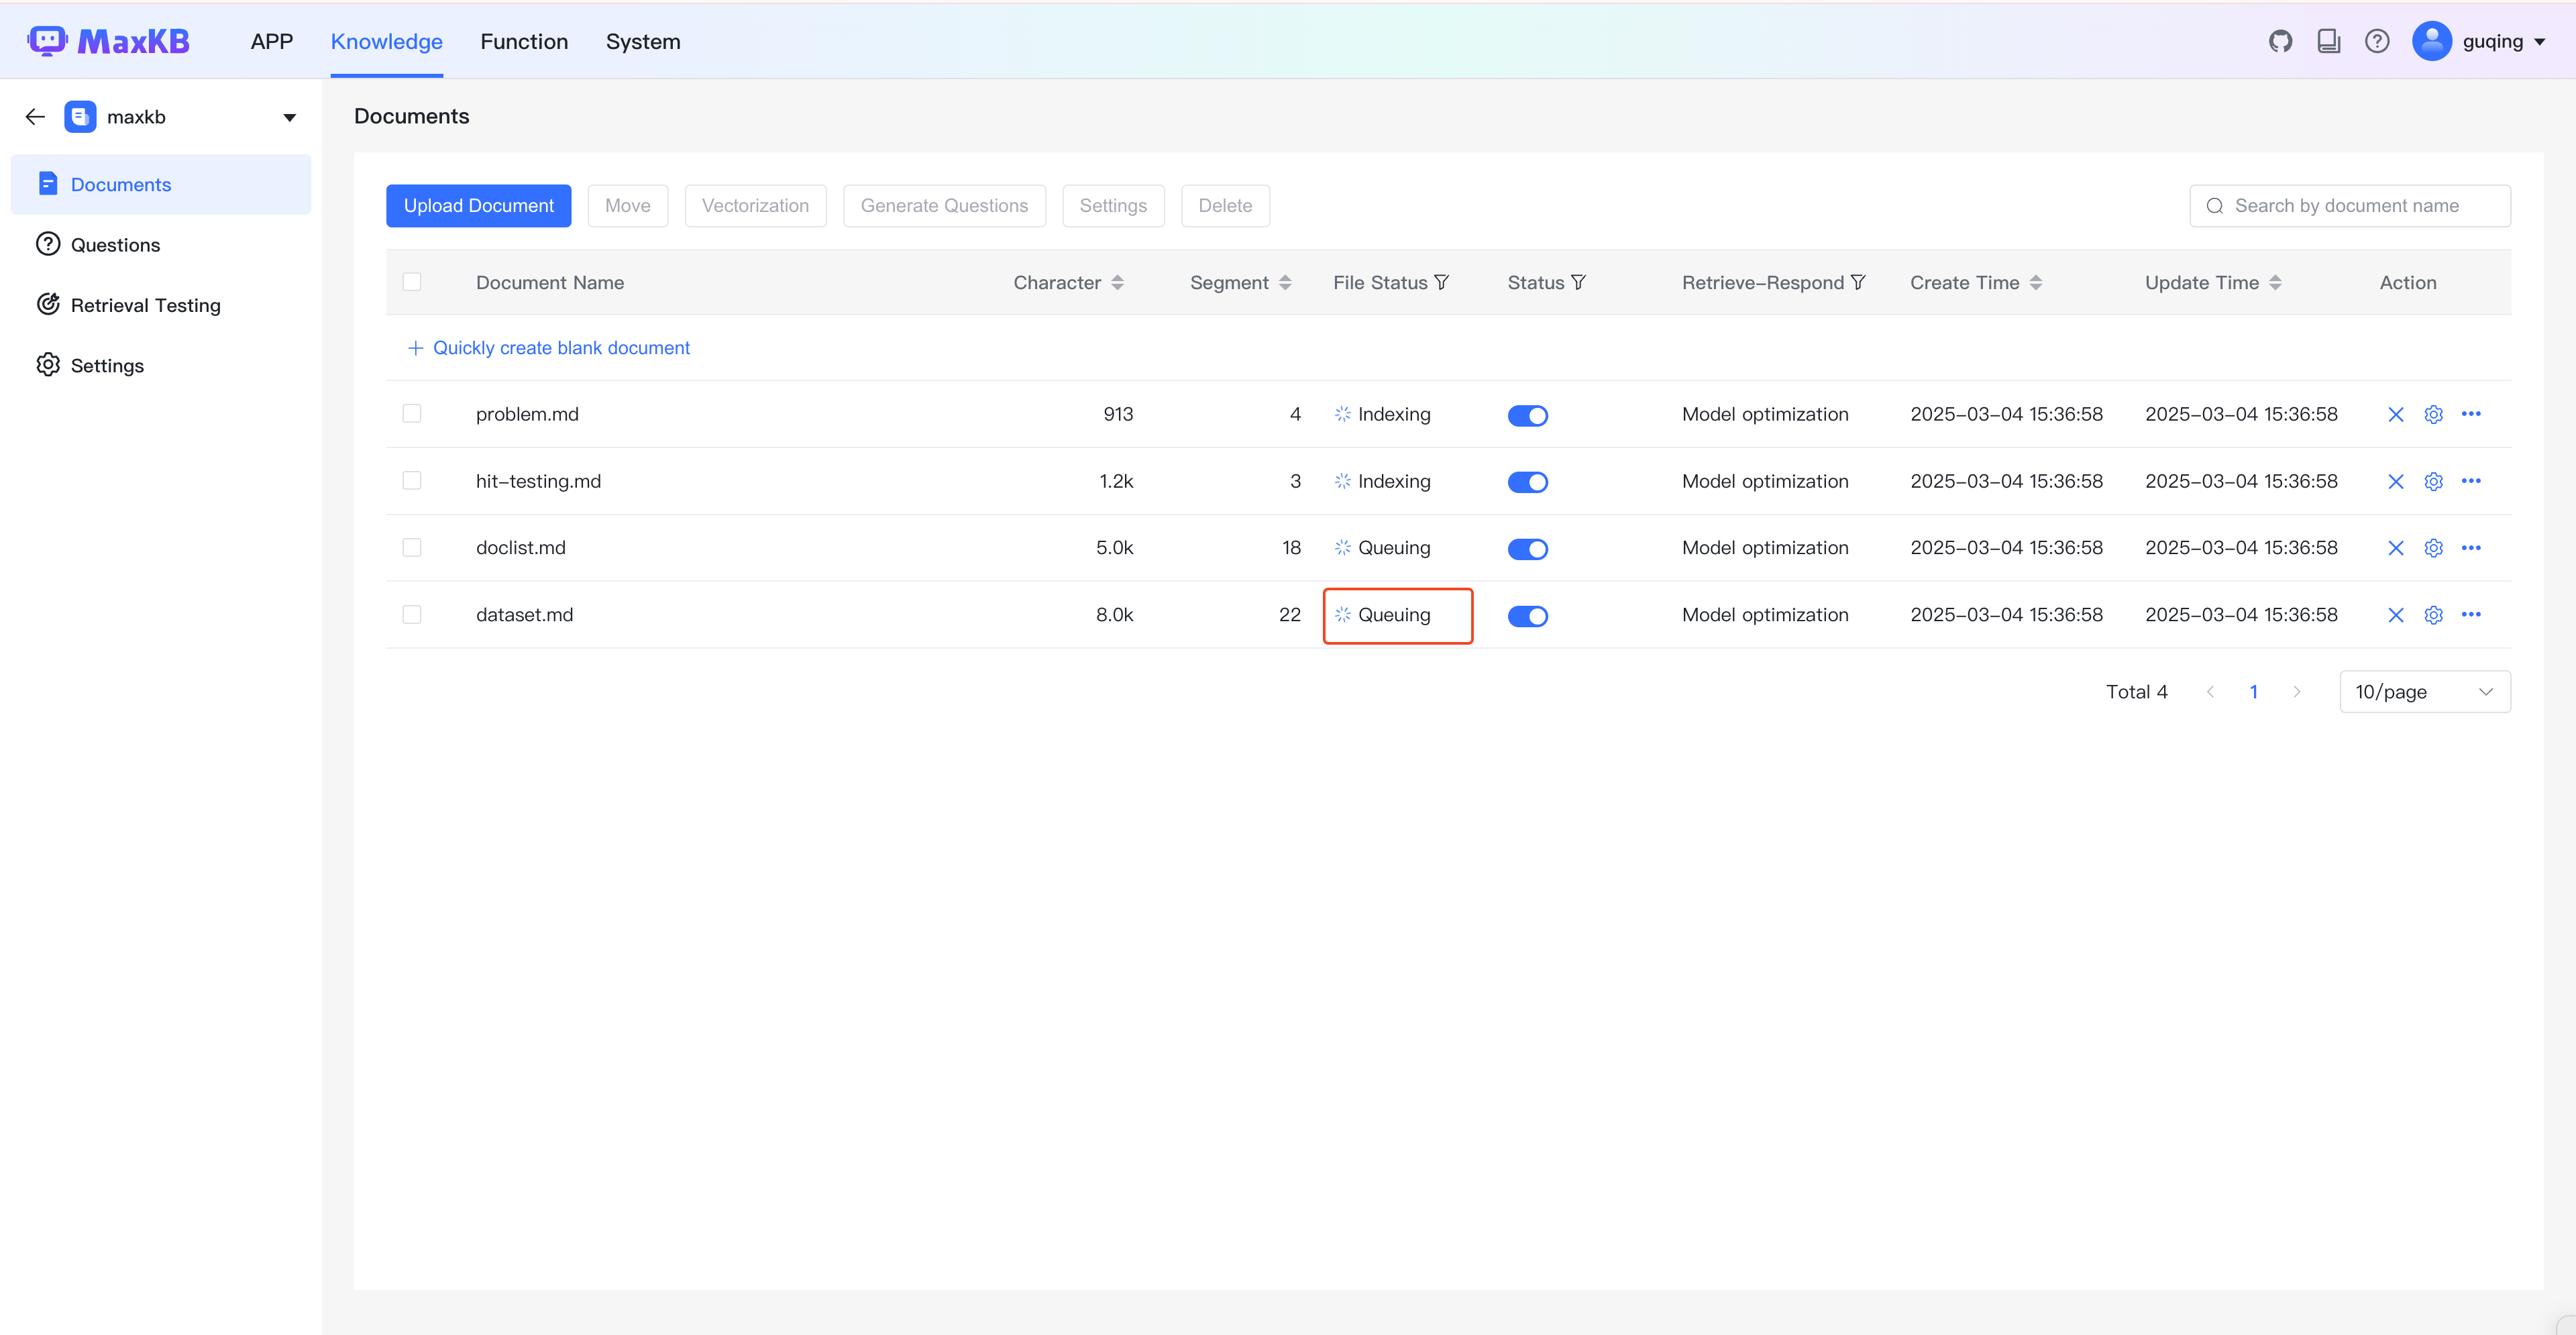 MaxKB APP Knowledge Function System guqing
maxkb
Documents
Questions
Retrieval Testing
Settings
Documents
Upload Document Move Vectorization Generate Questions Settings Delete Search by document name
Document Name Character Segment File Status Status Retrieve-Respond Create Time Update Time Action
Quickly create blank document
problem.md 913 4 Indexing Model optimization 2025-03-04 15:36:58 2025-03-04 15:36:58
hit-testing.md 1.2k 3 Indexing Model optimization 2025-03-04 15:36:58 2025-03-04 15:36:58
doclist.md 5.0k 18 Queuing Model optimization 2025-03-04 15:36:58 2025-03-04 15:36:58
dataset.md 8.0k 22 Queuing Model optimization 2025-03-04 15:36:58 2025-03-04 15:36:58
Total 4 1 10/page